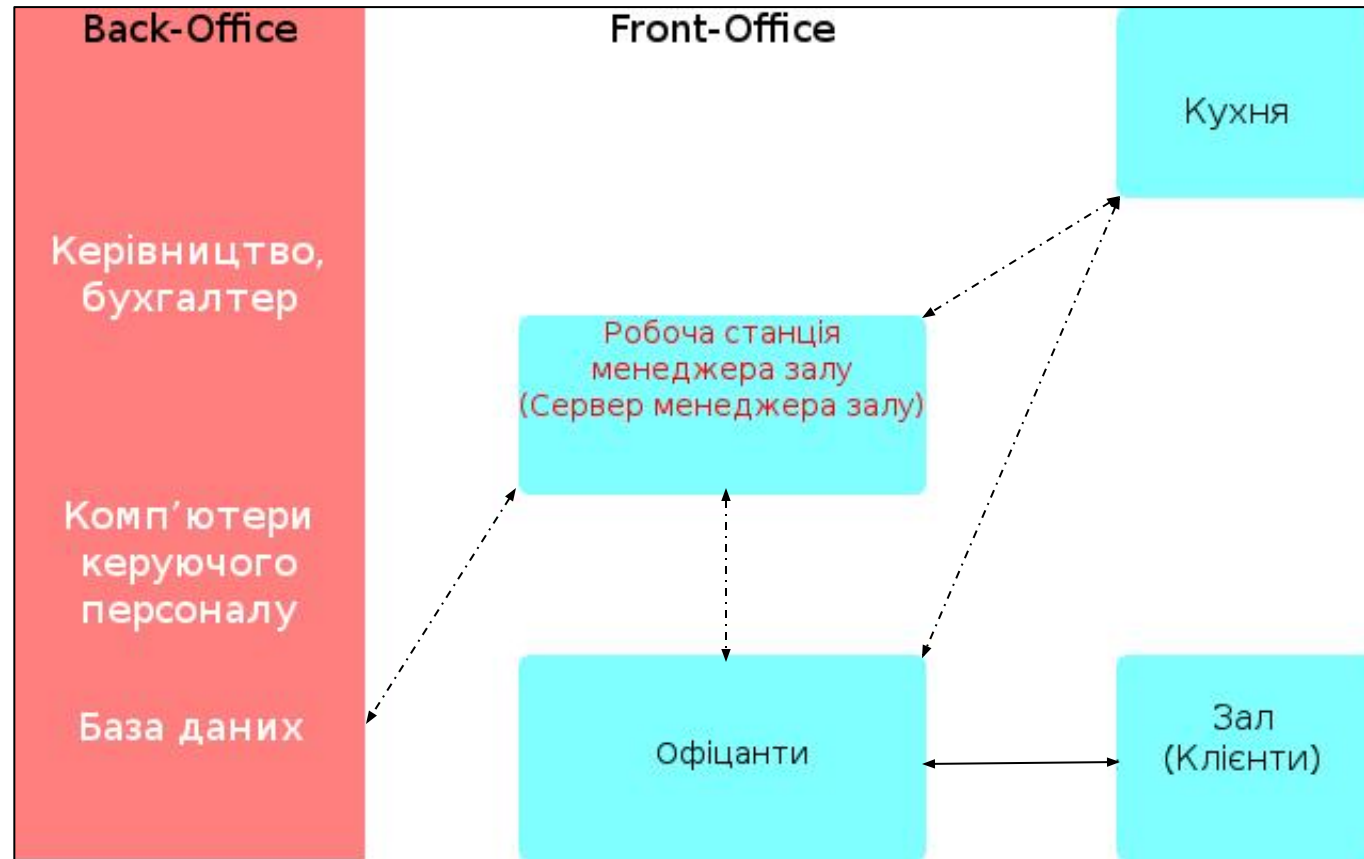 Back-Office
Front-Office
Кухня
Керівництво,
бухгалтер
Робоча станція
менеджера залу
(Сервер менеджера залу)
Комп’ютери
керуючого
персоналу
База даних
Офіцанти
Зал
(Клієнти)